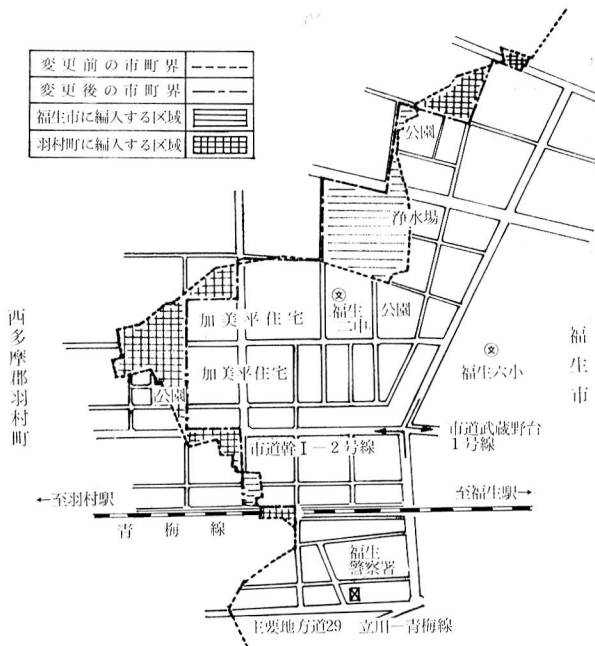 変更前の市町界
変更後の市町界
福生市に編入する区域
羽村町に編入する区域
公園
浄水場
加美平住宅
福生二中
公園
加美平住宅
福生六小
福生市
西多摩郡羽村町
公園
市道幹I-2号線
市道武蔵野台
1号線
←至羽村駅
至福生駅→
青梅線
福生
警察署
主要地方道29 立川―青梅線